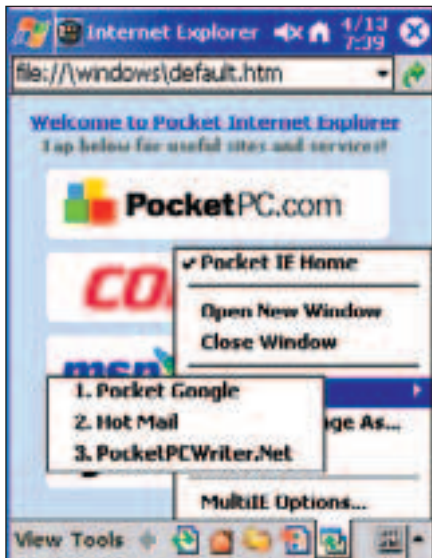 Internet Explorer 4/13
7:39
file://\windows\default.htm
Welcome to Pocket Internet Explorer
Tap below for useful sites and services!
PocketPC.com
msn
✓ Pocket IE Home
Open New Window
Close Window
1. Pocket Google
2. Hot Mail
3. PocketPCWriter.Net
As...
MultiIE Options...
View Tools